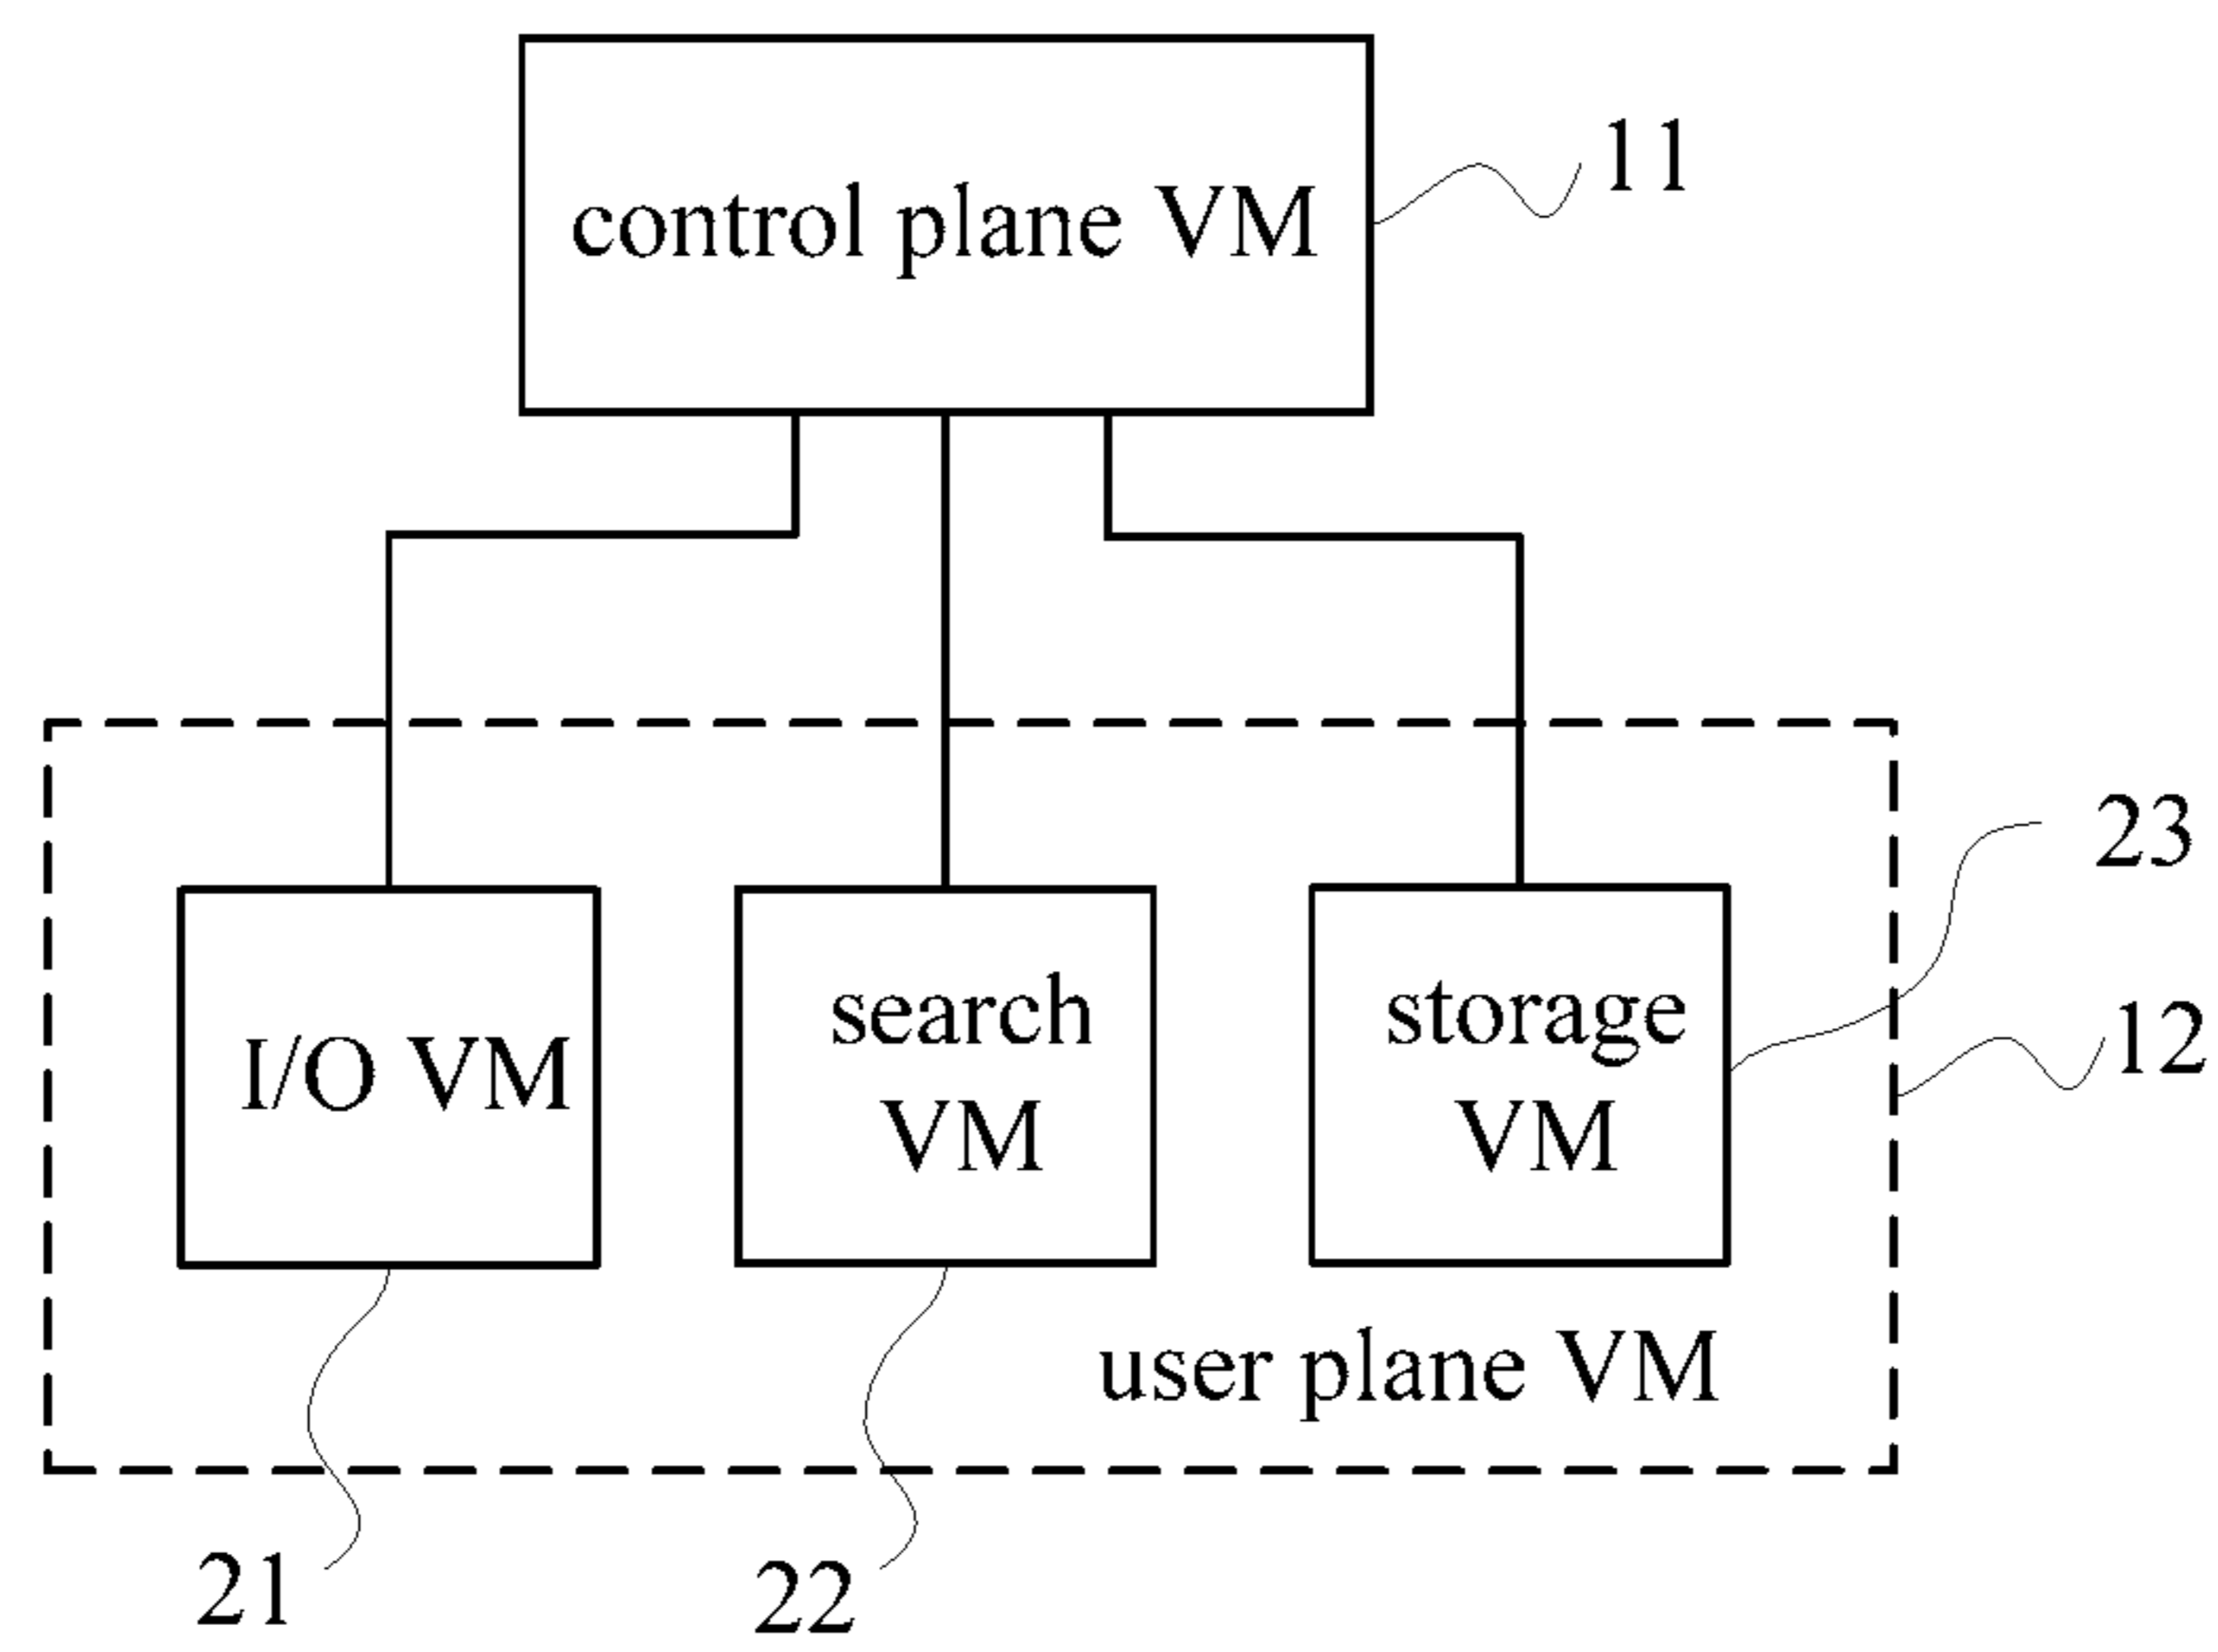 control plane VM
11
23
I/O VM
search
VM
storage
VM
12
user plane VM
21
22